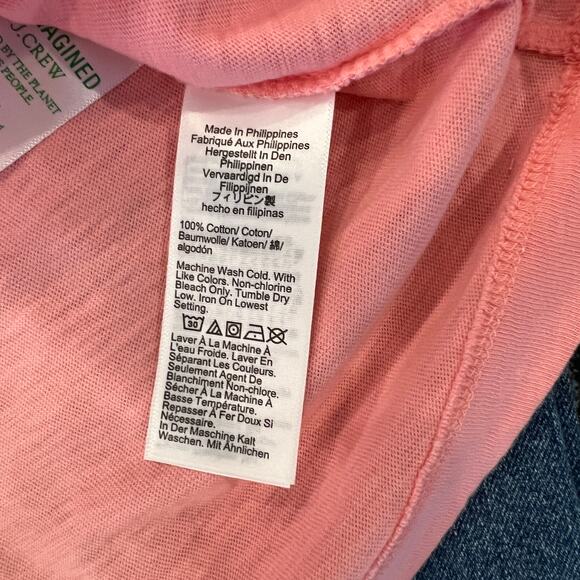 AGINED
J.CREW
D BY THE PLANET
S PEOPLE.
Made In Philippines
Fabriqué Aux Philippines
Hergestellt In Den
Philippinen
Vervaardigd In De
Filippijnen
フィリピン製
hecho en filipinas
100% Cotton/ Coton/
Baumwolle/ Katoen/ 綿/
algodón
Machine Wash Cold. With
Like Colors. Non-chlorine
Bleach Only. Tumble Dry
Low. Iron On Lowest
Setting.
30
Laver À La Machine À
L'eau Froide. Laver En
Séparant Les Couleurs.
Seulement Agent De
Blanchiment Non-chlore.
Sécher À La Machine À
Basse Température.
Repasser À Fer Doux Si
Nécessaire.
In Der Maschine Kalt
Waschen. Mit Ähnlichen